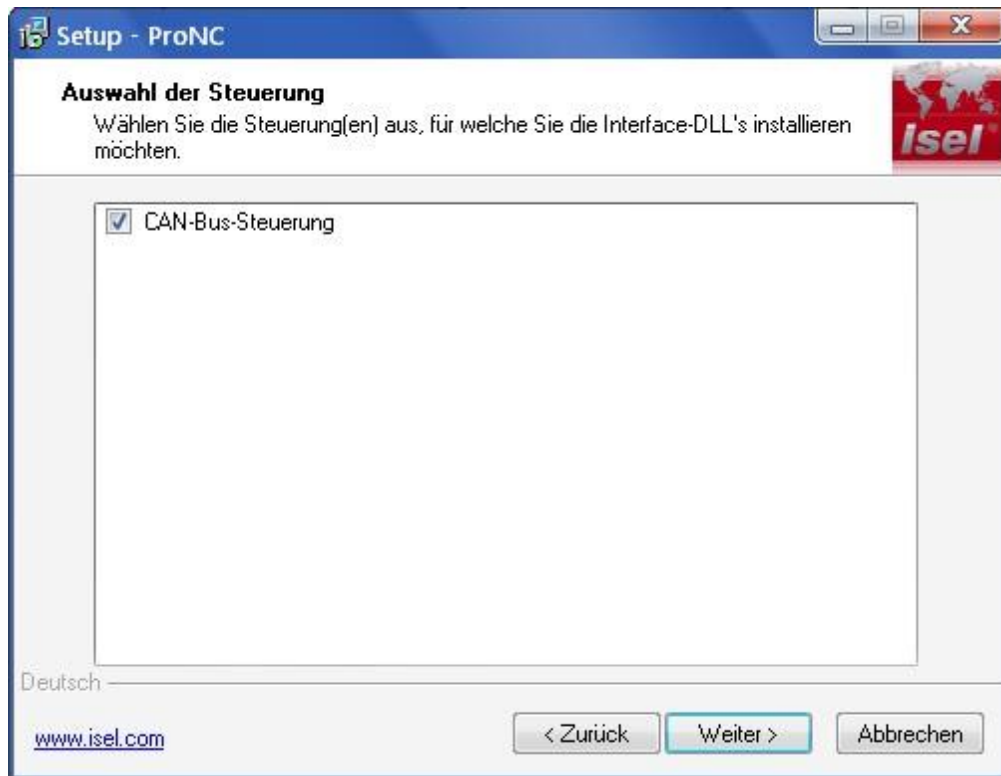 Setup - ProNC
Auswahl der Steuerung
Wählen Sie die Steuerung(en) aus, für welche Sie die Interface-DLL's installieren
möchten.
isel
CAN-Bus-Steuerung
Deutsch
www.isel.com
< Zurück
Weiter >
Abbrechen